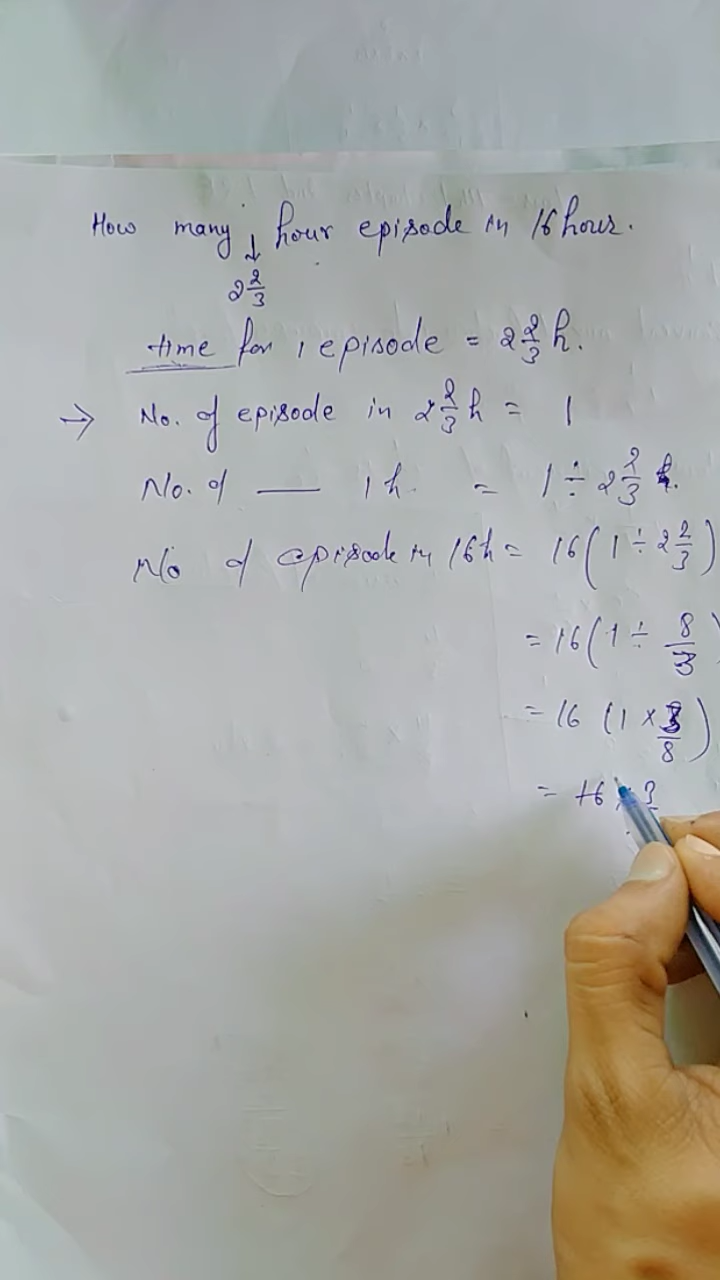 How many hour episode in 16 hour.
2 2/3
time for 1 episode = 2 2/3 h.
→ No. of episode in 2 2/3 h = 1
No. of — 1 h = 1 ÷ 2 2/3
No of episode in 16h = 16(1 ÷ 2 2/3)
= 16(1 ÷ 8/3)
= 16 (1 × 3/8)
= 16 × 3